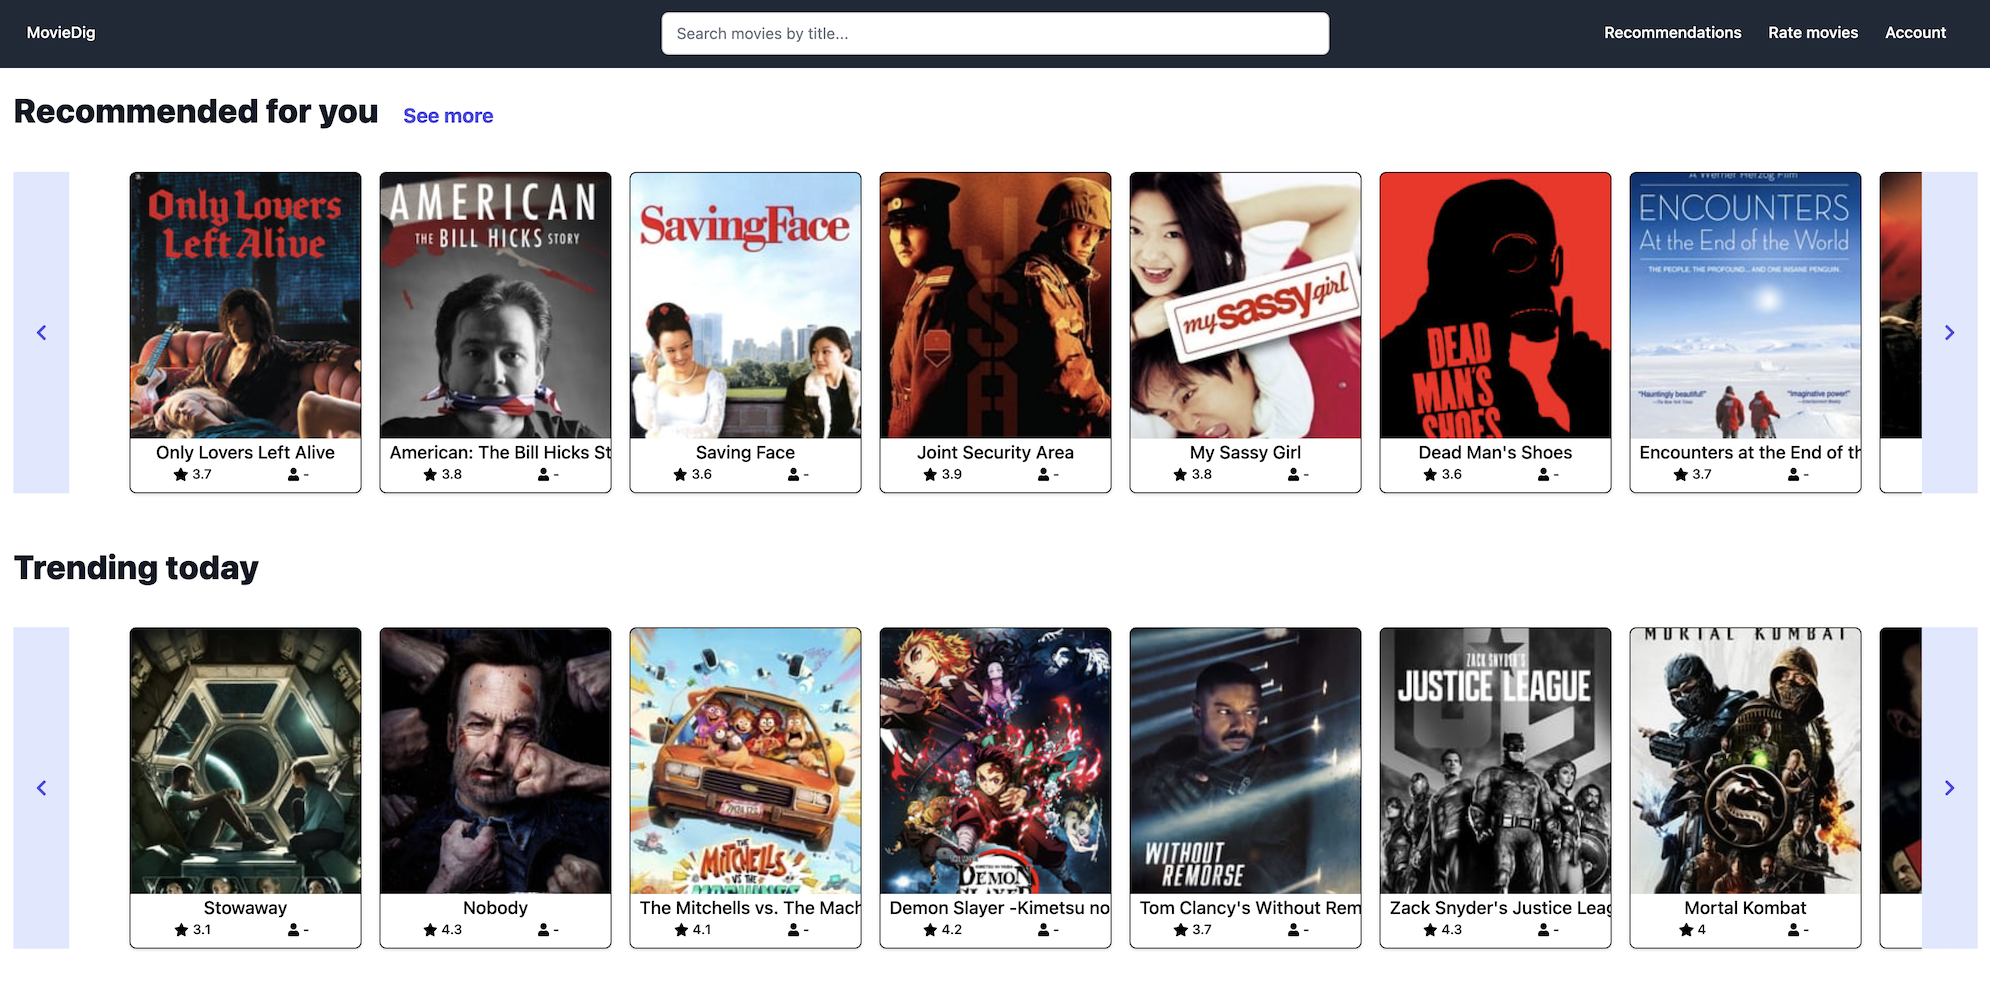 MovieDig
Search movies by title...
Recommendations
Rate movies
Account
Recommended for you
See more
Only Lovers
Left Alive
AMERICAN
THE BILL HICKS STORY
Saving Face
JSA
my sassy girl
DEAD
MAN'S
SHOES
A Werner Herzog Film
ENCOUNTERS
At the End of the World
THE PEOPLE. THE PROFOUND... AND ONE INSANE PENGUIN.
"Hauntingly beautiful!"
"Imaginative power!"
Only Lovers Left Alive
American: The Bill Hicks St
Saving Face
Joint Security Area
My Sassy Girl
Dead Man's Shoes
Encounters at the End of th
3.7 -
3.8 -
3.6 -
3.9 -
3.8 -
3.6 -
3.7 -
Trending today
THE
MITCHELLS
VS THE
MACHINES
DEMON
SLAYER
WITHOUT
REMORSE
ZACK SNYDER'S
JUSTICE LEAGUE
JL
MORTAL KOMBAT
Stowaway
Nobody
The Mitchells vs. The Mach
Demon Slayer -Kimetsu no
Tom Clancy's Without Rem
Zack Snyder's Justice Leag
Mortal Kombat
3.1 -
4.3 -
4.1 -
4.2 -
3.7 -
4.3 -
4 -